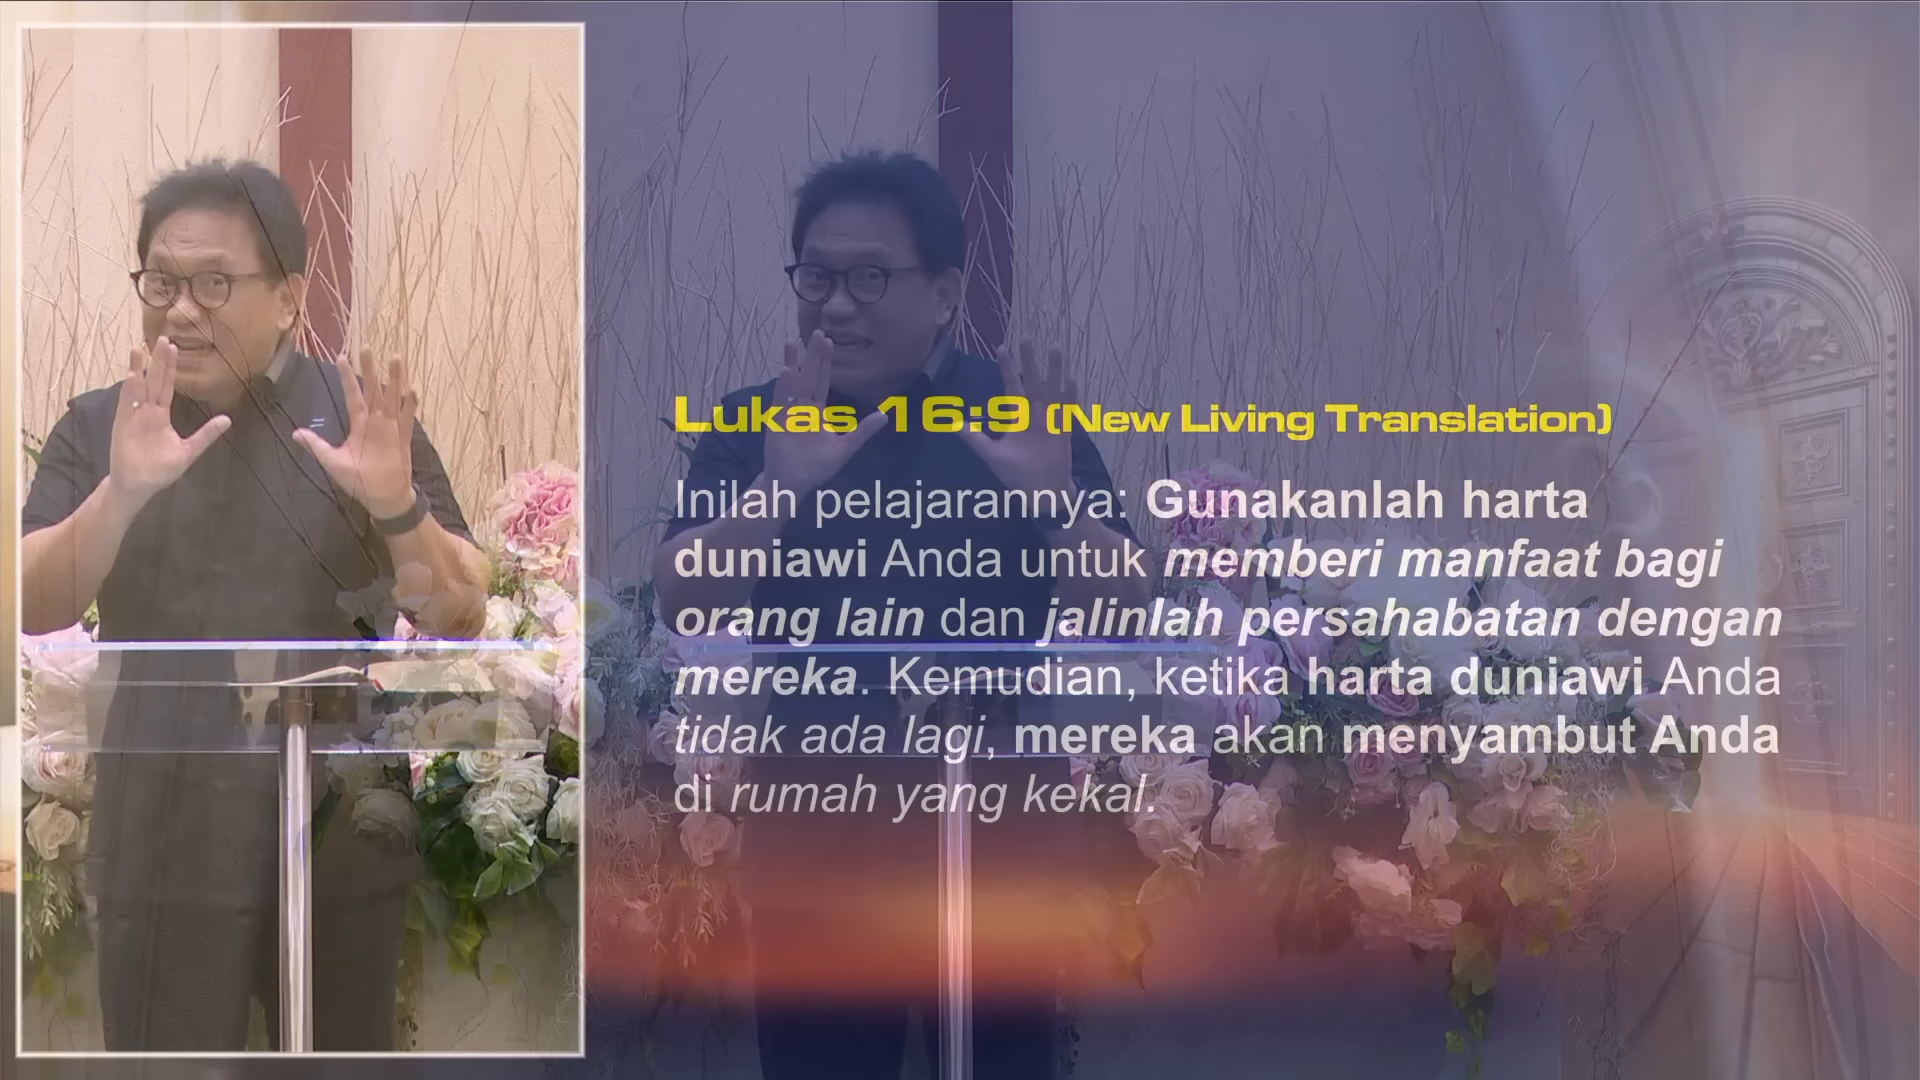 Lukas 16:9 (New Living Translation)
Inilah pelajarannya: Gunakanlah harta
duniawi Anda untuk memberi manfaat bagi
orang lain dan jalinlah persahabatan dengan
mereka. Kemudian, ketika harta duniawi Anda
tidak ada lagi, mereka akan menyambut Anda
di rumah yang kekal.